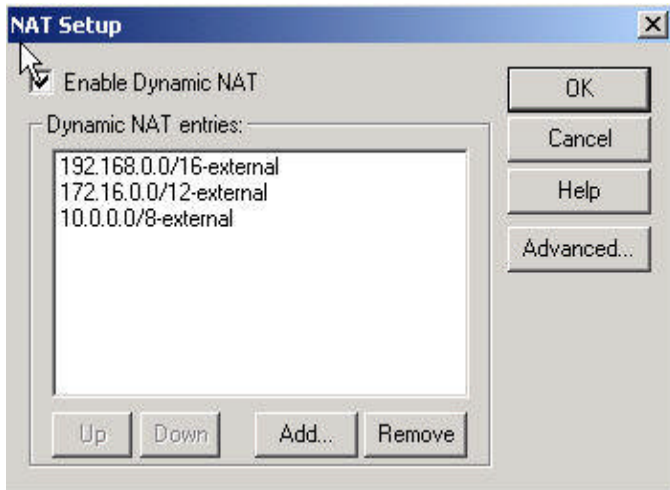 NAT Setup
Enable Dynamic NAT
Dynamic NAT entries:
192.168.0.0/16-external
172.16.0.0/12-external
10.0.0.0/8-external
Up Down Add... Remove
OK
Cancel
Help
Advanced...